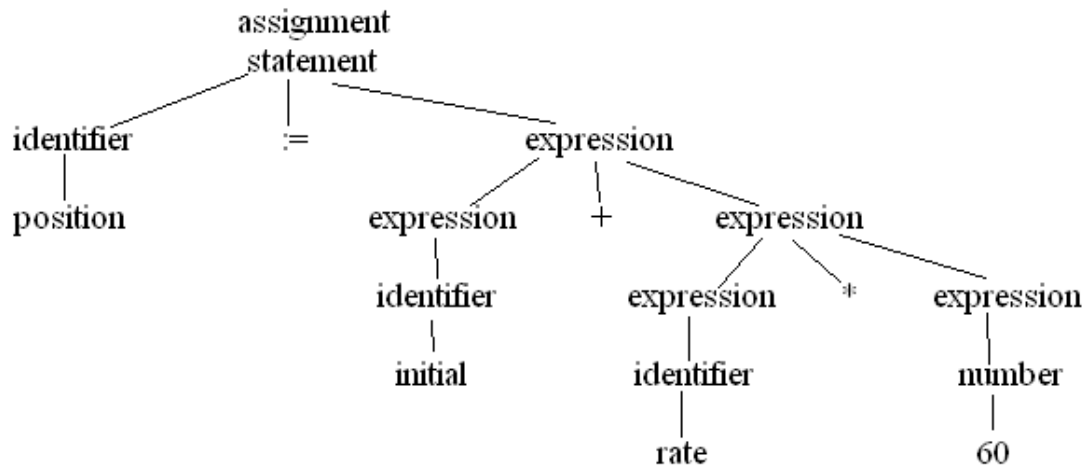 assignment
statement
identifier := expression
position expression + expression
identifier expression * expression
initial identifier number
rate 60